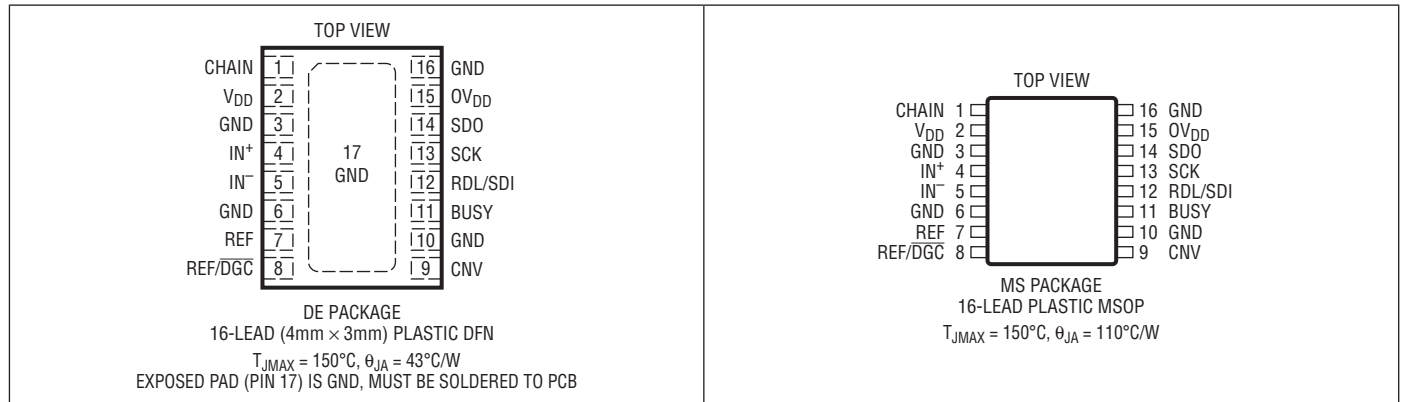 TOP VIEW
CHAIN 1 16 GND
VDD 2 15 OVDD
GND 3 14 SDO
IN+ 4 13 SCK
IN– 5 12 RDL/SDI
GND 6 11 BUSY
REF 7 10 GND
REF/D̅G̅C̅ 8 9 CNV
17
GND
DE PACKAGE
16-LEAD (4mm × 3mm) PLASTIC DFN
TJMAX = 150°C, θJA = 43°C/W
EXPOSED PAD (PIN 17) IS GND, MUST BE SOLDERED TO PCB
TOP VIEW
CHAIN 1 16 GND
VDD 2 15 OVDD
GND 3 14 SDO
IN+ 4 13 SCK
IN– 5 12 RDL/SDI
GND 6 11 BUSY
REF 7 10 GND
REF/D̅G̅C̅ 8 9 CNV
MS PACKAGE
16-LEAD PLASTIC MSOP
TJMAX = 150°C, θJA = 110°C/W